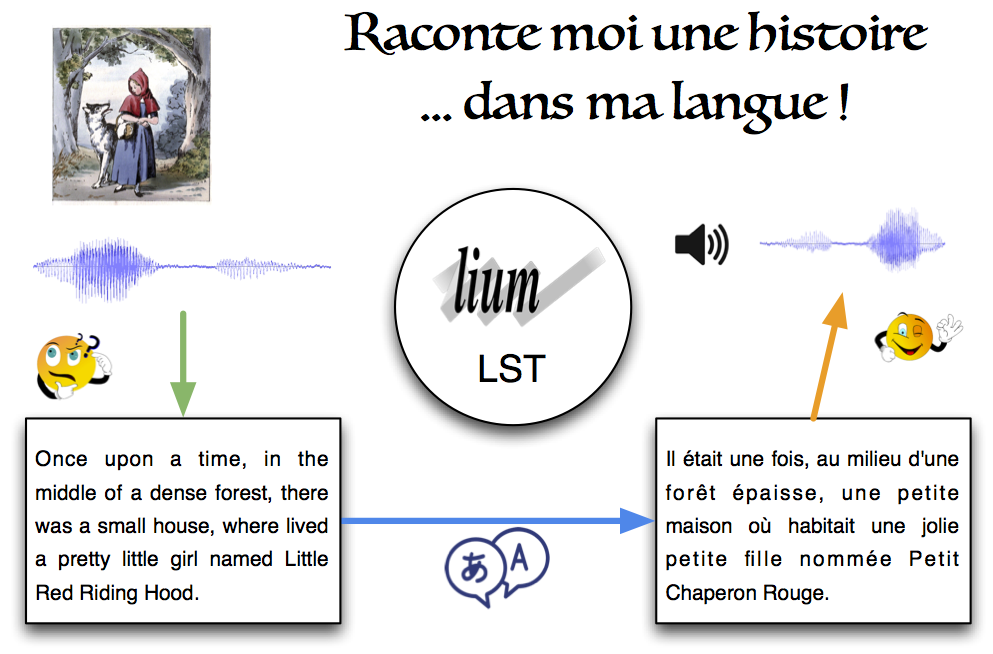 Raconte moi une histoire
... dans ma langue !
lium
LST
? ?
Once upon a time, in the
middle of a dense forest, there
was a small house, where lived
a pretty little girl named Little
Red Riding Hood.
あ A
Il était une fois, au milieu d'une
forêt épaisse, une petite
maison où habitait une jolie
petite fille nommée Petit
Chaperon Rouge.